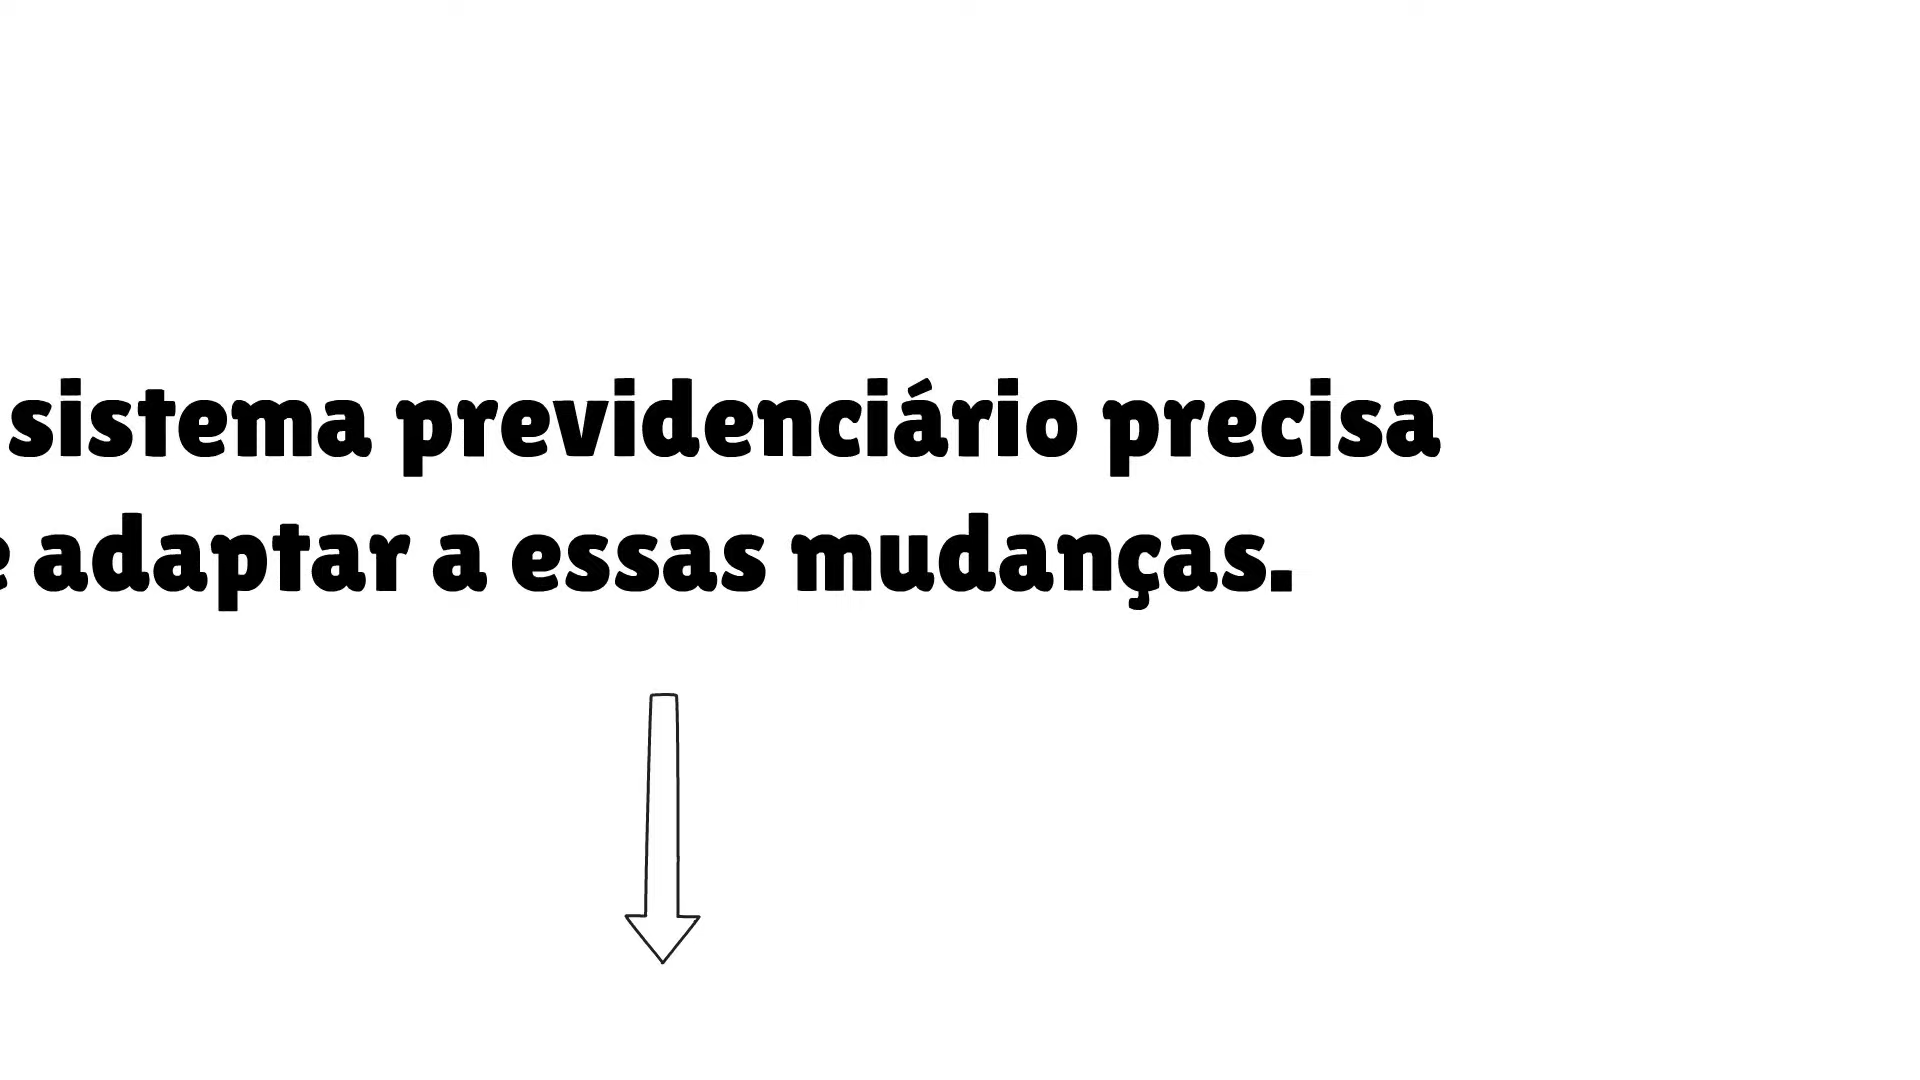 sistema previdenciário precisa
adaptar a essas mudanças.